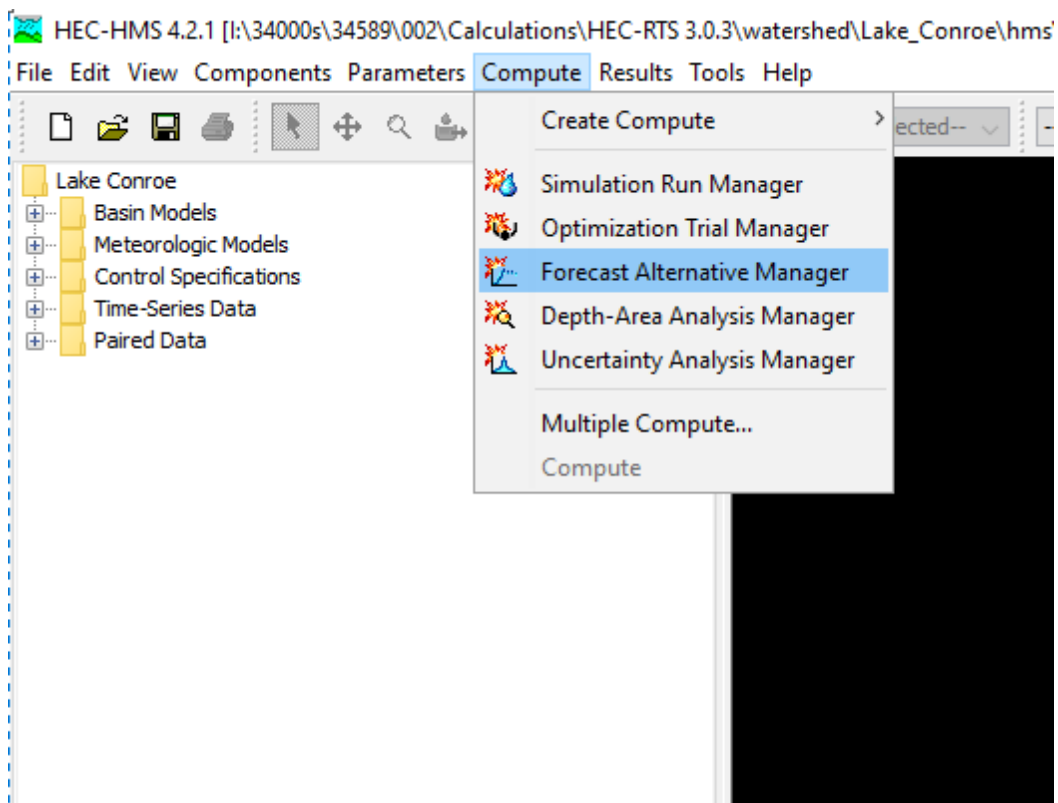 HEC-HMS 4.2.1 [I:\34000s\34589\002\Calculations\HEC-RTS 3.0.3\watershed\Lake_Conroe\hms\
File Edit View Components Parameters Compute Results Tools Help
Create Compute
ected--
Lake Conroe
Basin Models
Meteorologic Models
Control Specifications
Time-Series Data
Paired Data
Simulation Run Manager
Optimization Trial Manager
Forecast Alternative Manager
Depth-Area Analysis Manager
Uncertainty Analysis Manager
Multiple Compute...
Compute